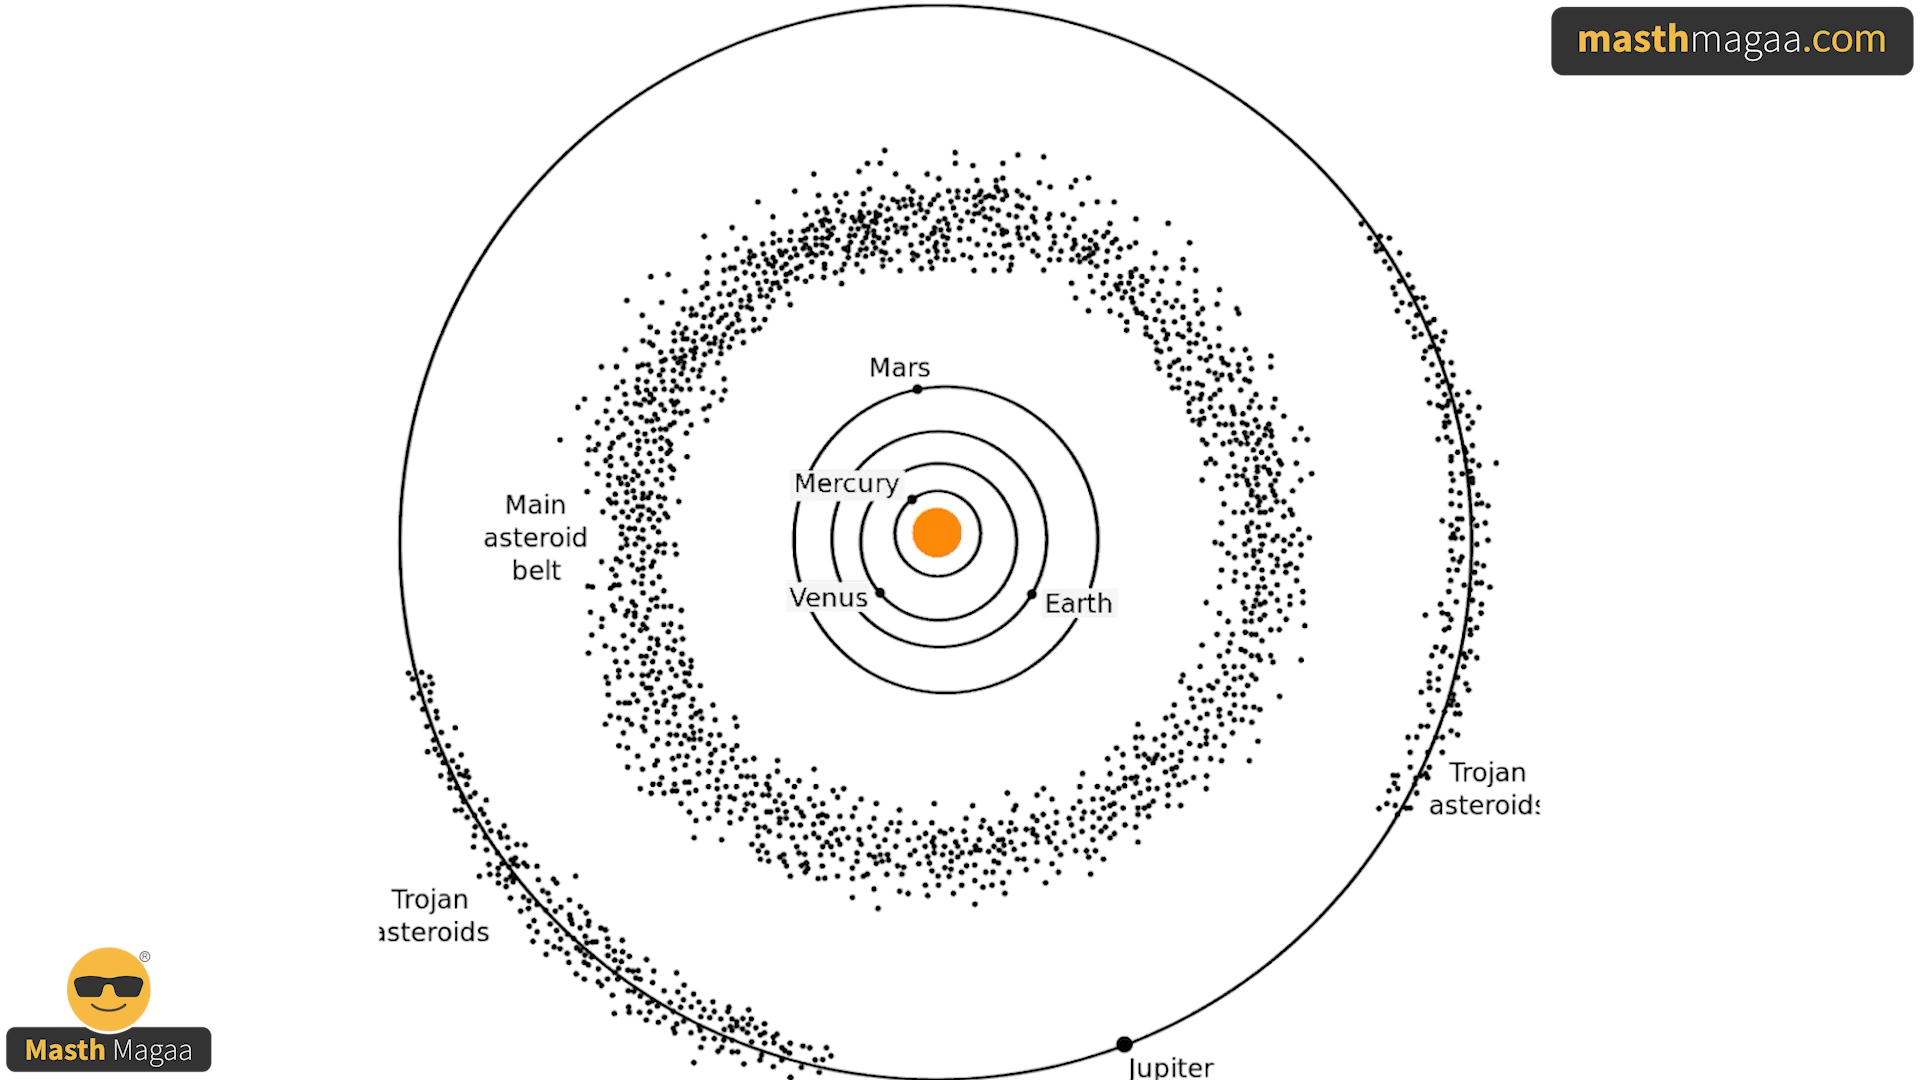 masthmagaa.com
Mars
Mercury
Main
asteroid
belt
Venus
Earth
Trojan
asteroids
Trojan
asteroids
®
Masth Magaa
Jupiter